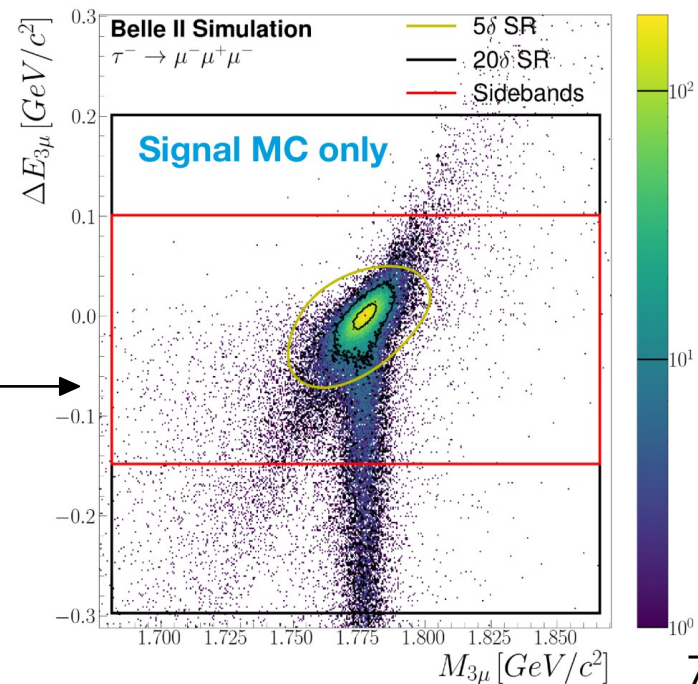 Belle II Simulation
τ⁻ → μ⁻μ⁺μ⁻
5δ SR
20δ SR
Sidebands
Signal MC only
ΔE₃μ [GeV/c²]
0.3
0.2
0.1
0.0
−0.1
−0.2
−0.3
1.700
1.725
1.750
1.775
1.800
1.825
1.850
M₃μ [GeV/c²]
10²
10¹
10⁰
7